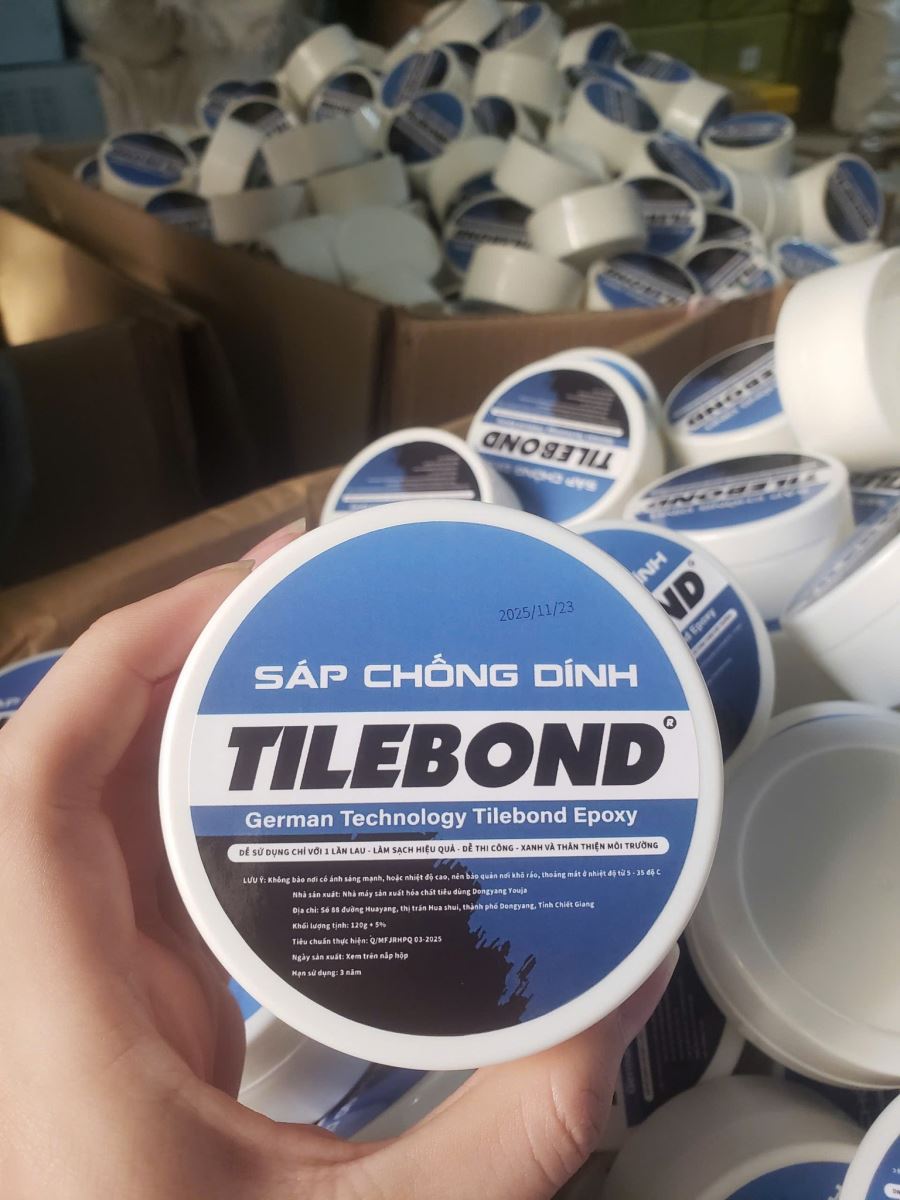 2025/11/23
SÁP CHỐNG DÍNH
TILEBOND®
German Technology Tilebond Epoxy
DỄ SỬ DỤNG CHỈ VỚI 1 LẦN LAU - LÀM SẠCH HIỆU QUẢ - DỄ THI CÔNG - XANH VÀ THÂN THIỆN MÔI TRƯỜNG
LƯU Ý: Không bảo nơi có ánh sáng mạnh, hoặc nhiệt độ cao, nên bảo quản nơi khô ráo, thoáng mát ở nhiệt độ từ 5 - 35 độ C
Nhà sản xuất: Nhà máy sản xuất hóa chất tiêu dùng Dongyang Youja
Địa chỉ: Số 88 đường Huayang, thị trấn Hua shui, thành phố Dongyang, Tỉnh Chiết Giang
Khối lượng tịnh: 120g + 5%
Tiêu chuẩn thực hiện: Q/MFJRHPQ 03-2025
Ngày sản xuất: Xem trên nắp hộp
Hạn sử dụng: 3 năm
TILEBOND
SÁP CHỐNG
TILEBOND
TILEBOND